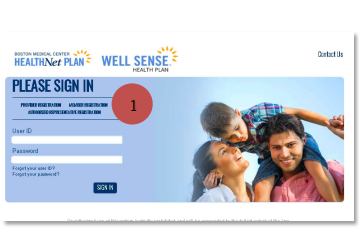 BOSTON MEDICAL CENTER
HEALTHNet PLAN
WELL SENSE
HEALTH PLAN
Contact Us
PLEASE SIGN IN
PROVIDER REGISTRATION MEMBER REGISTRATION
AUTHORIZED REPRESENTATIVE REGISTRATION
1
User ID
Password
Forgot your user ID?
Forgot your password?
SIGN IN